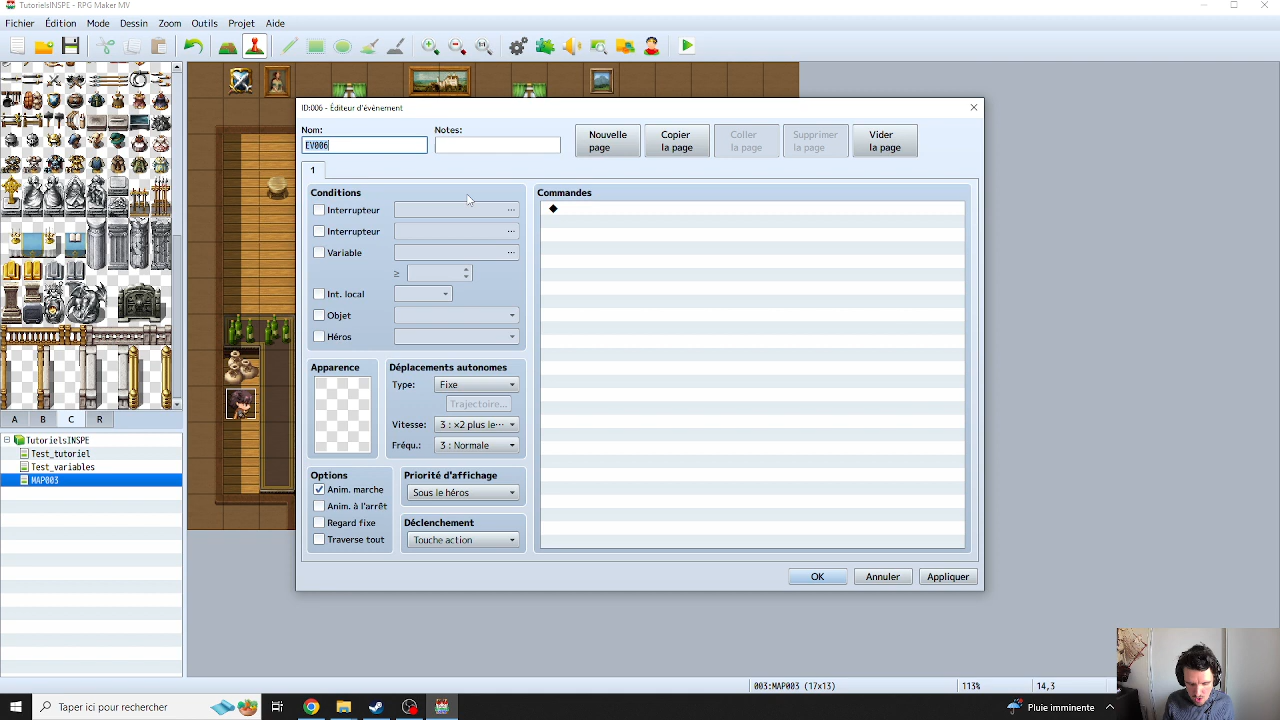 TutorielsINSPE - RPG Maker MV
Fichier Édition Mode Dessin Zoom Outils Projet Aide
ID:006 - Éditeur d'évènement
Nom: Notes:
EV006
Nouvelle page
Copier la page
Coller la page
Supprimer la page
Vider la page
1
Conditions
Interrupteur ...
Interrupteur ...
Variable ...
≥
Int. local
Objet
Héros
Commandes
◆
Apparence
Déplacements autonomes
Type: Fixe
Trajectoire...
Vitesse: 3 : ×2 plus le···
Fréqu.: 3 : Normale
Options
Anim. marche
Anim. à l'arrêt
Regard fixe
Traverse tout
Priorité d'affichage
Sous le héros
Déclenchement
Touche action
OK Annuler Appliquer
A B C R
TutorielsINSPE
Test_tutoriel
Test_variables
MAP003
003:MAP003 (17x13) 113% 14,3
Taper ici pour rechercher
Pluie imminente